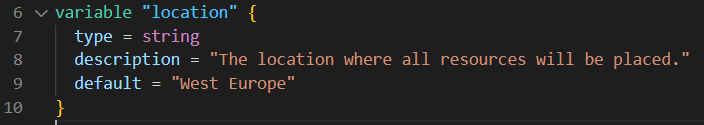 6 variable "location" {
7 type = string
8 description = "The location where all resources will be placed."
9 default = "West Europe"
10 }